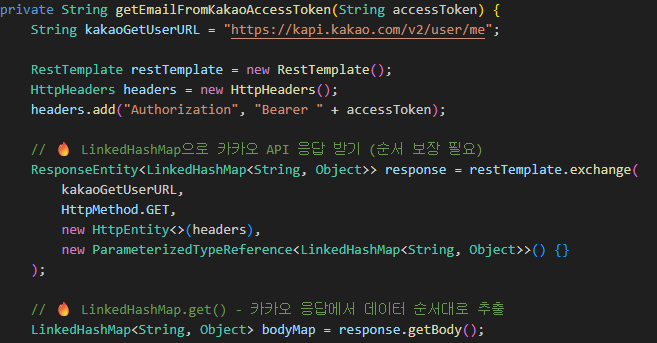 private String getEmailFromKakaoAccessToken(String accessToken) {
    String kakaoGetUserURL = "https://kapi.kakao.com/v2/user/me";

    RestTemplate restTemplate = new RestTemplate();
    HttpHeaders headers = new HttpHeaders();
    headers.add("Authorization", "Bearer " + accessToken);

    // 🔥 LinkedHashMap으로 카카오 API 응답 받기 (순서 보장 필요)
    ResponseEntity<LinkedHashMap<String, Object>> response = restTemplate.exchange(
        kakaoGetUserURL,
        HttpMethod.GET,
        new HttpEntity<>(headers),
        new ParameterizedTypeReference<LinkedHashMap<String, Object>>() {}
    );

    // 🔥 LinkedHashMap.get() - 카카오 응답에서 데이터 순서대로 추출
    LinkedHashMap<String, Object> bodyMap = response.getBody();